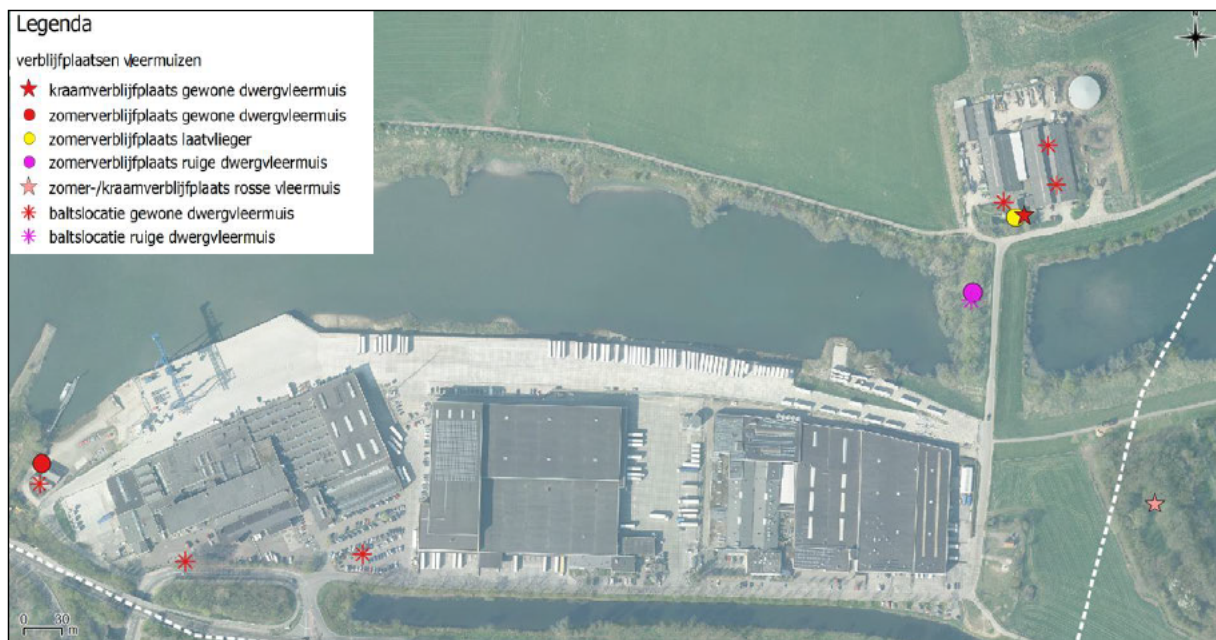 Legenda
verblijfplaatsen vleermuizen
kraamverblijfplaats gewone dwergvleermuis
zomerverblijfplaats gewone dwergvleermuis
zomerverblijfplaats laatvlieger
zomerverblijfplaats ruige dwergvleermuis
zomer-/kraamverblijfplaats rosse vleermuis
baltslocatie gewone dwergvleermuis
baltslocatie ruige dwergvleermuis
0 30
m